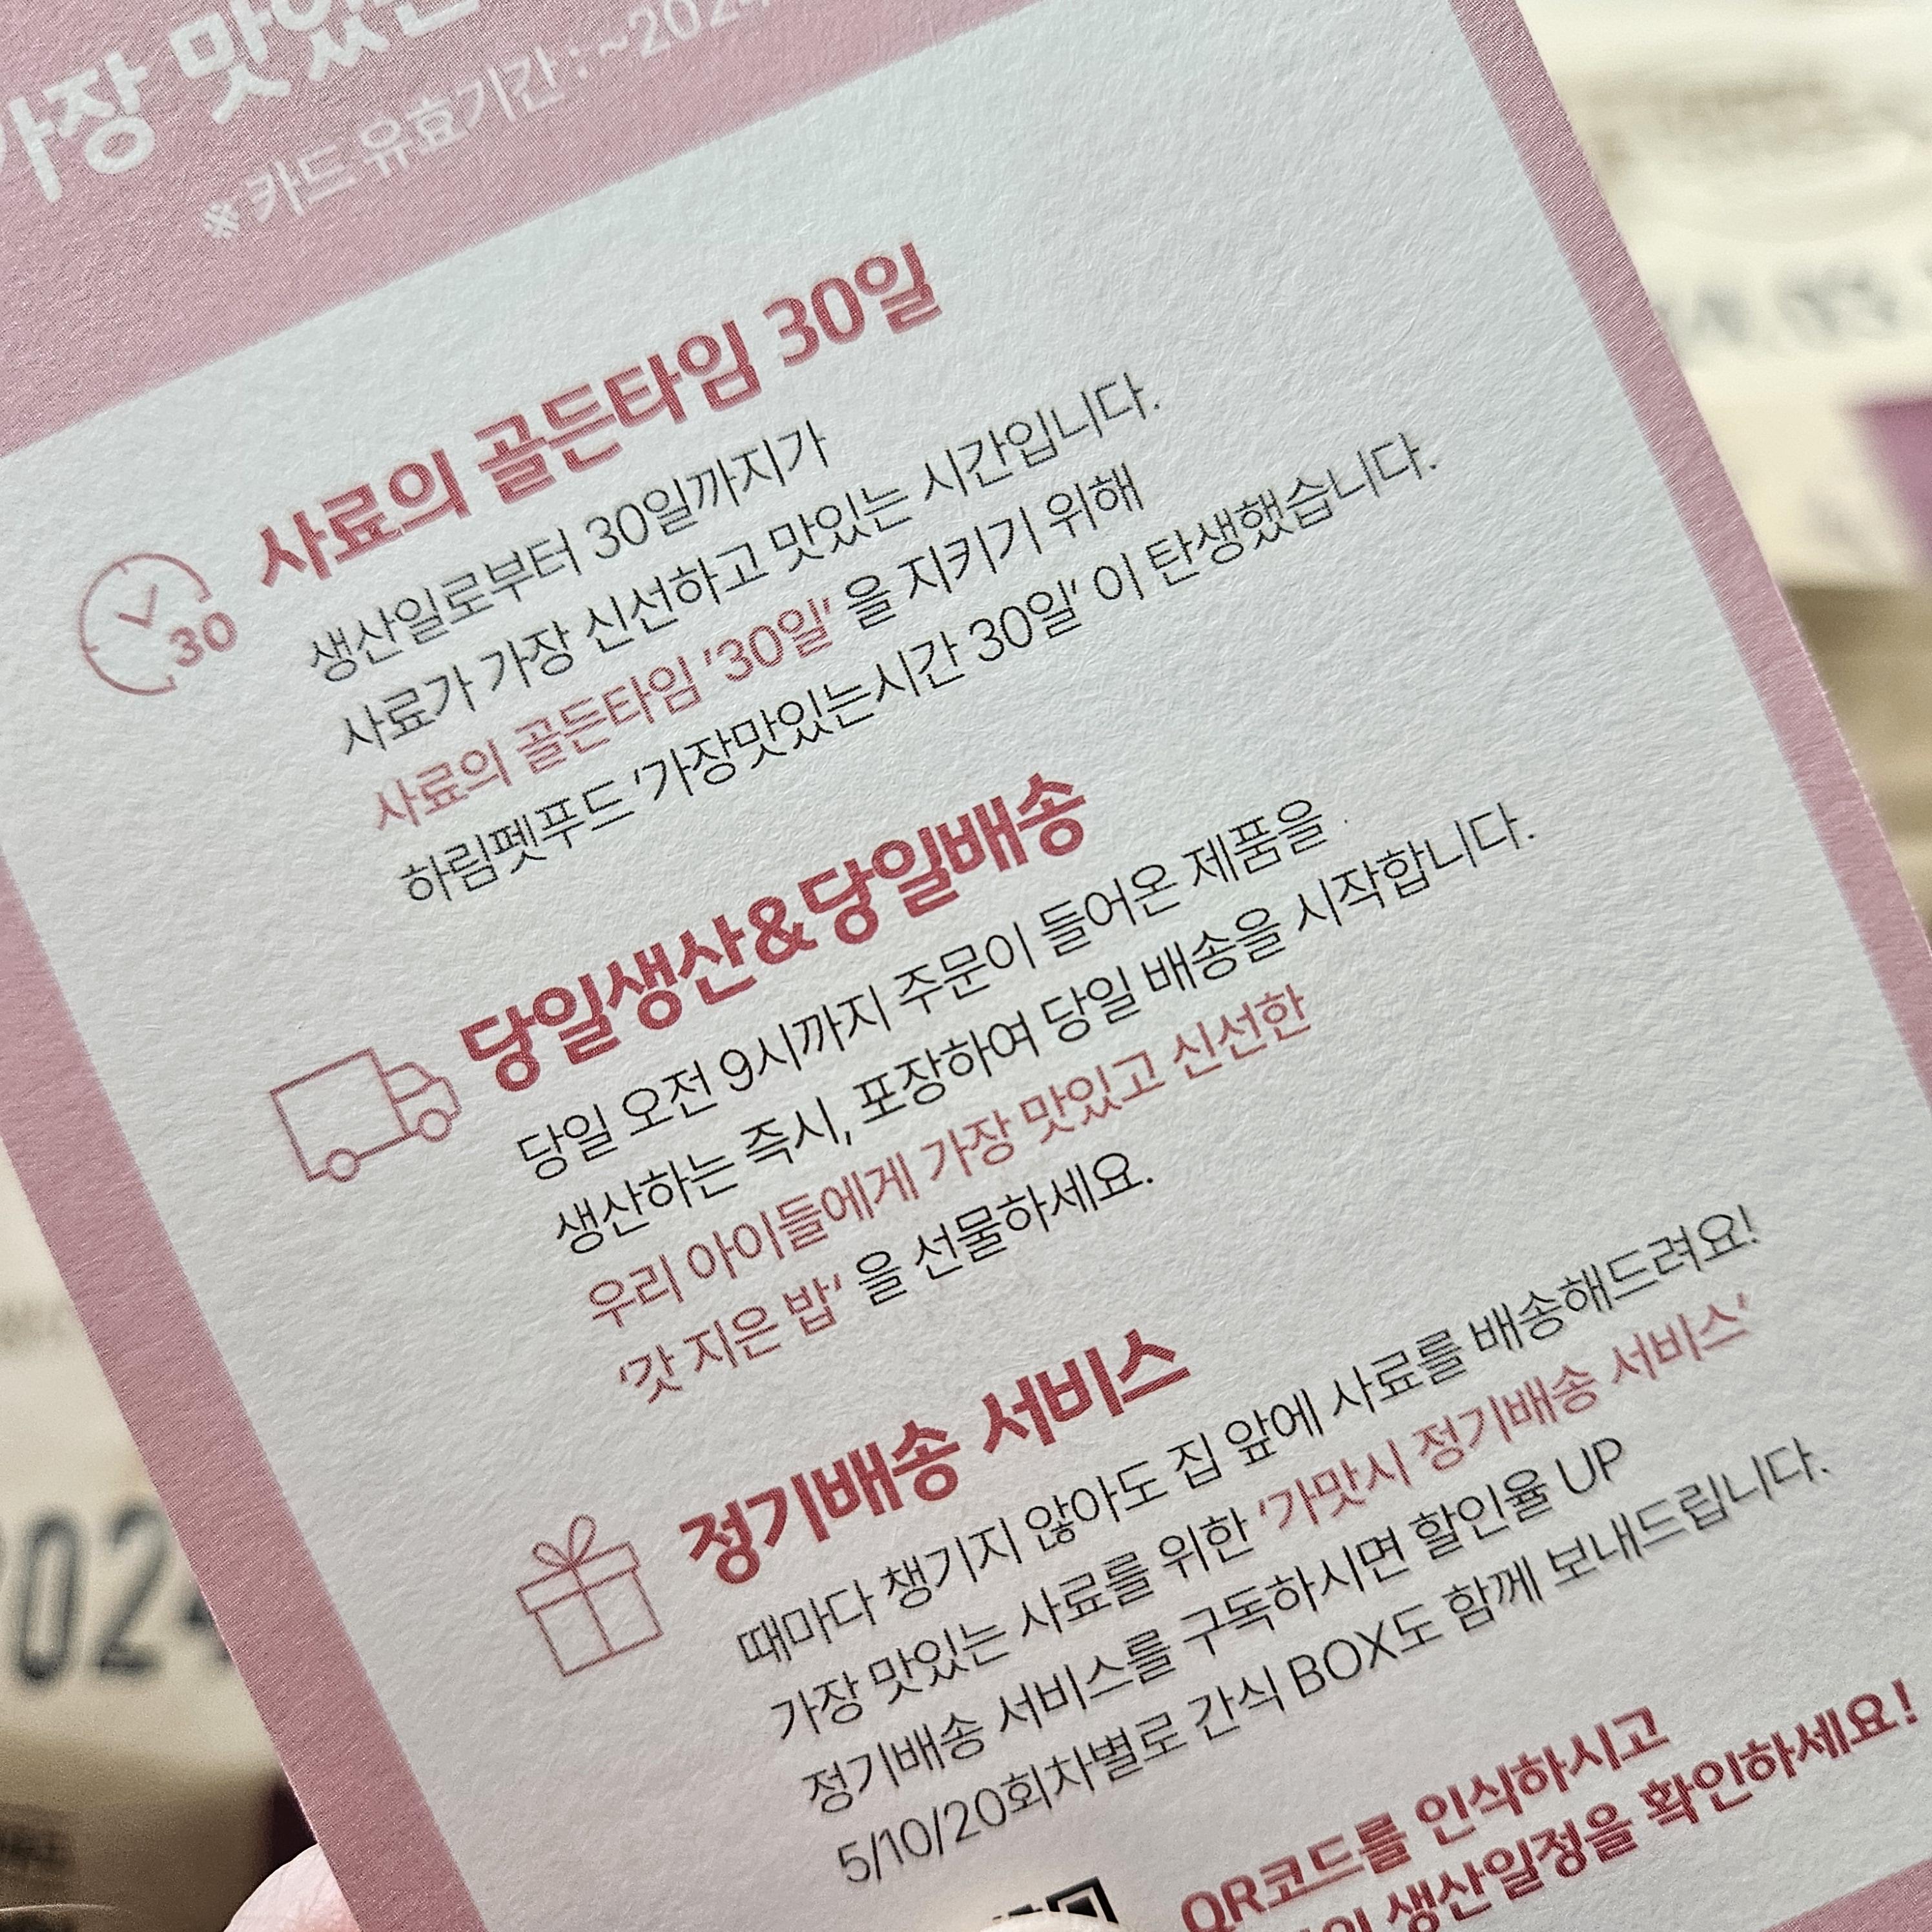 가장 맛있는
※카드 유효기간 : ~2024
사료의 골든타임 30일
생산일로부터 30일까지가
사료가 가장 신선하고 맛있는 시간입니다.
사료의 골든타임 '30일' 을 지키기 위해
하림펫푸드 '가장맛있는시간 30일' 이 탄생했습니다.
30
당일생산&당일배송
당일 오전 9시까지 주문이 들어온 제품을
생산하는 즉시, 포장하여 당일 배송을 시작합니다.
우리 아이들에게 가장 맛있고 신선한
'갓 지은 밥' 을 선물하세요.
정기배송 서비스
때마다 챙기지 않아도 집 앞에 사료를 배송해드려요!
가장 맛있는 사료를 위한 '가맛시 정기배송 서비스'
정기배송 서비스를 구독하시면 할인율 UP
5/10/20회차별로 간식 BOX도 함께 보내드립니다.
QR코드를 인식하시고
생산일정을 확인하세요!
2024